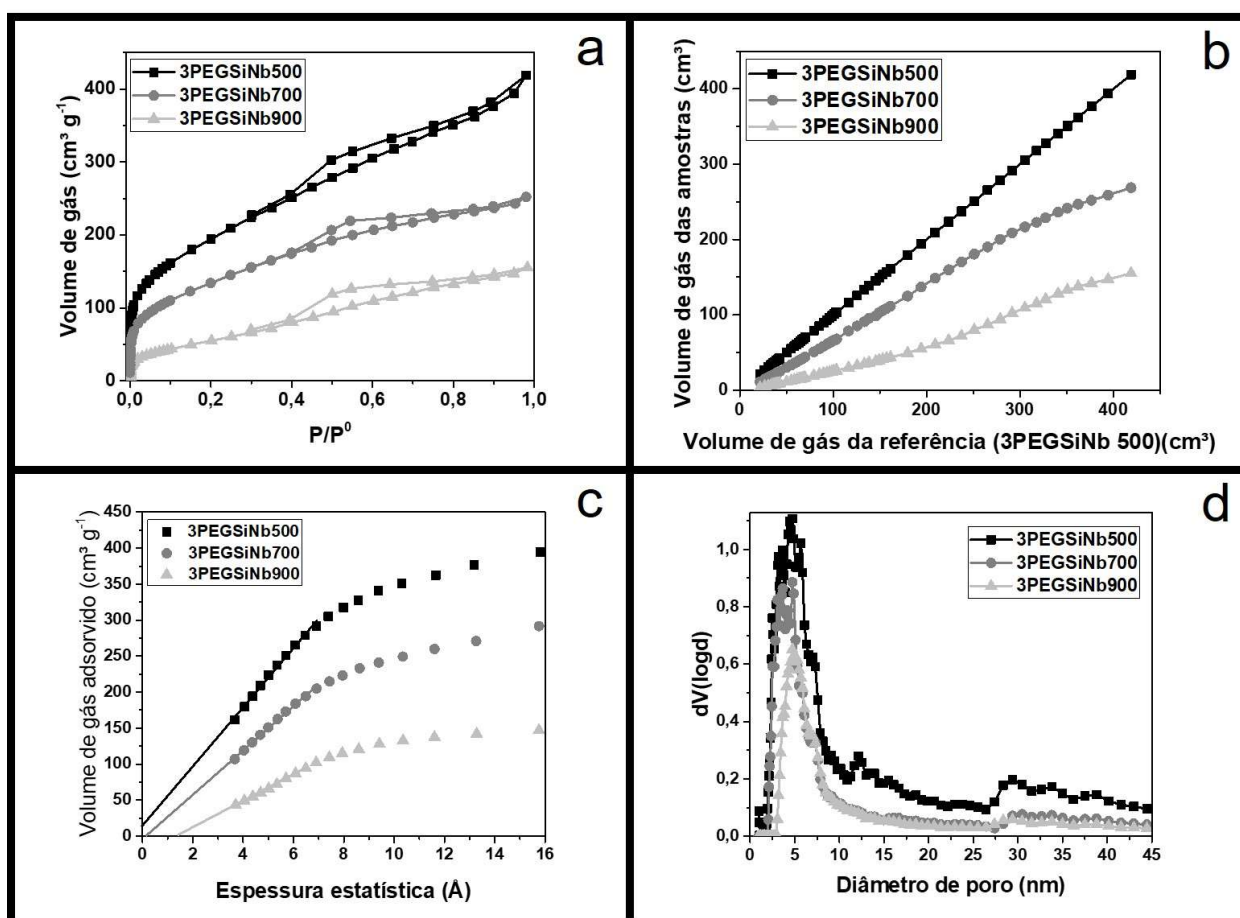 a
3PEGSiNb500
3PEGSiNb700
3PEGSiNb900
Volume de gás (cm³ g⁻¹)
400
300
200
100
0
0,0 0,2 0,4 0,6 0,8 1,0
P/P⁰
b
3PEGSiNb500
3PEGSiNb700
3PEGSiNb900
Volume de gás das amostras (cm³)
400
300
200
100
0
0 100 200 300 400
Volume de gás da referência (3PEGSiNb 500)(cm³)
c
3PEGSiNb500
3PEGSiNb700
3PEGSiNb900
Volume de gás adsorvido (cm³ g⁻¹)
450
400
350
300
250
200
150
100
50
0
0 2 4 6 8 10 12 14 16
Espessura estatística (Å)
d
3PEGSiNb500
3PEGSiNb700
3PEGSiNb900
dV(logd)
1,0
0,8
0,6
0,4
0,2
0,0
0 5 10 15 20 25 30 35 40 45
Diâmetro de poro (nm)